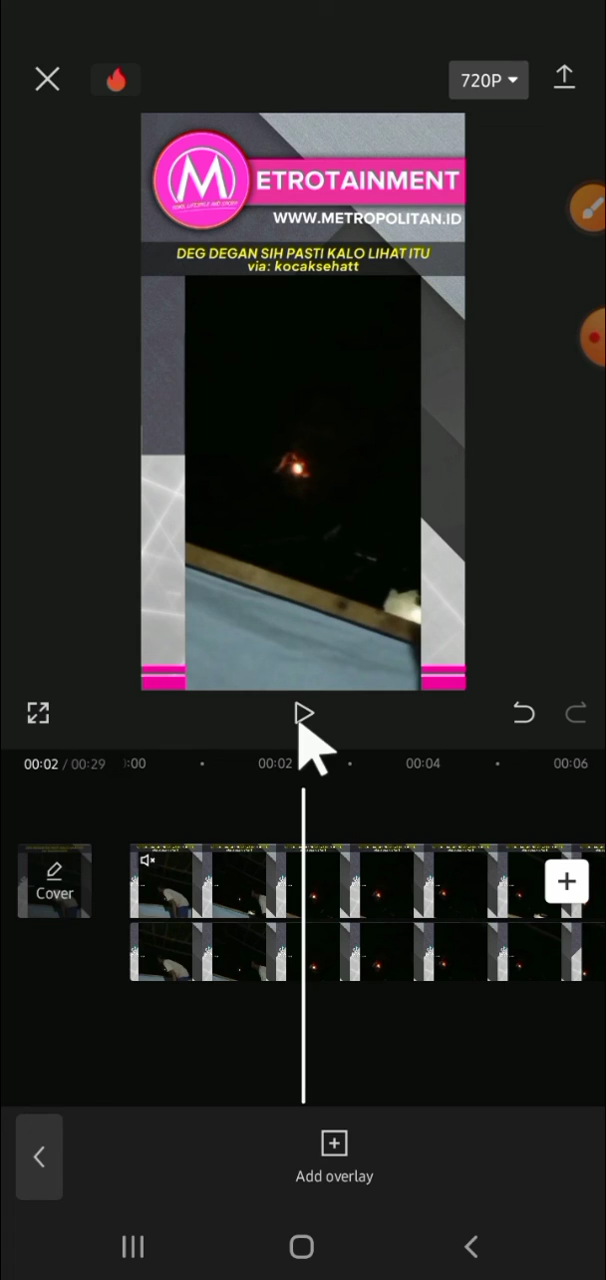 720P
M
ETROTAINMENT
WWW.METROPOLITAN.ID
DEG DEGAN SIH PASTI KALO LIHAT ITU
via: kocaksehatt
00:02 / 00:29
:00
00:02
00:04
00:06
Cover
Add overlay